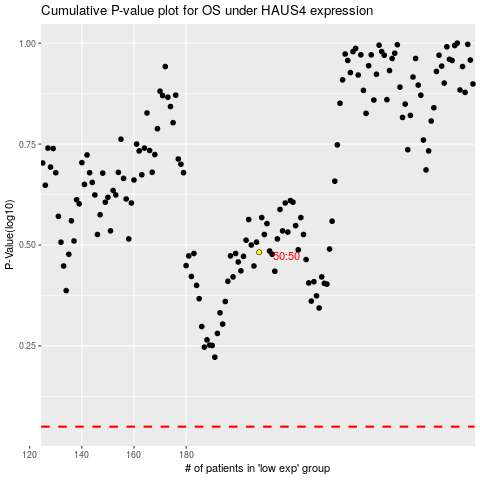 Cumulative P-value plot for OS under HAUS4 expression
P-Value(log10)
1.00
0.75
0.50
0.25
50:50
120 140 160 180
# of patients in 'low exp' group